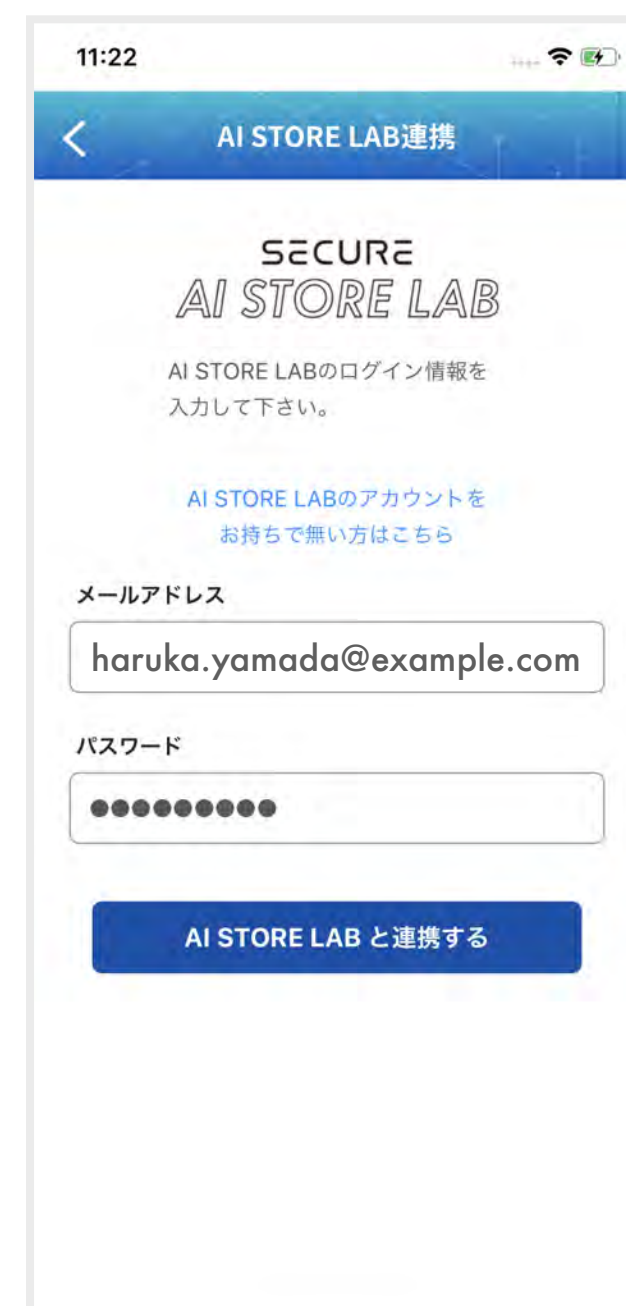 11:22
AI STORE LAB連携
SECURE
AI STORE LAB
AI STORE LABのログイン情報を
入力して下さい。
AI STORE LABのアカウントを
お持ちで無い方はこちら
メールアドレス
haruka.yamada@example.com
パスワード
●●●●●●●●●
AI STORE LAB と連携する